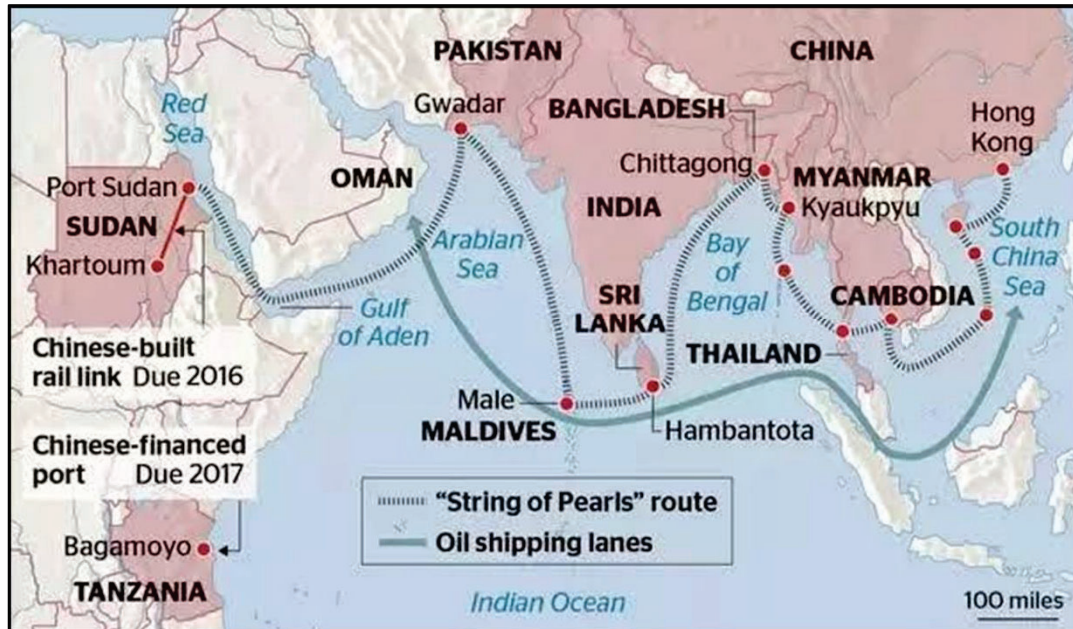 PAKISTAN
CHINA
Gwadar
BANGLADESH
Hong
Kong
Red
Sea
Chittagong
OMAN
MYANMAR
Port Sudan
Kyaukpyu
SUDAN
INDIA
Arabian
Sea
Bay
of
Bengal
South
China
Sea
Khartoum
Gulf
of Aden
SRI
LANKA
CAMBODIA
Chinese-built
rail link Due 2016
THAILAND
Male
MALDIVES
Hambantota
Chinese-financed
port Due 2017
"String of Pearls" route
Oil shipping lanes
Bagamoyo
TANZANIA
Indian Ocean
100 miles